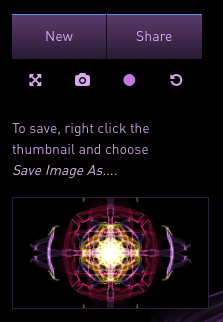 New Share
To save, right click the
thumbnail and choose
Save Image As....